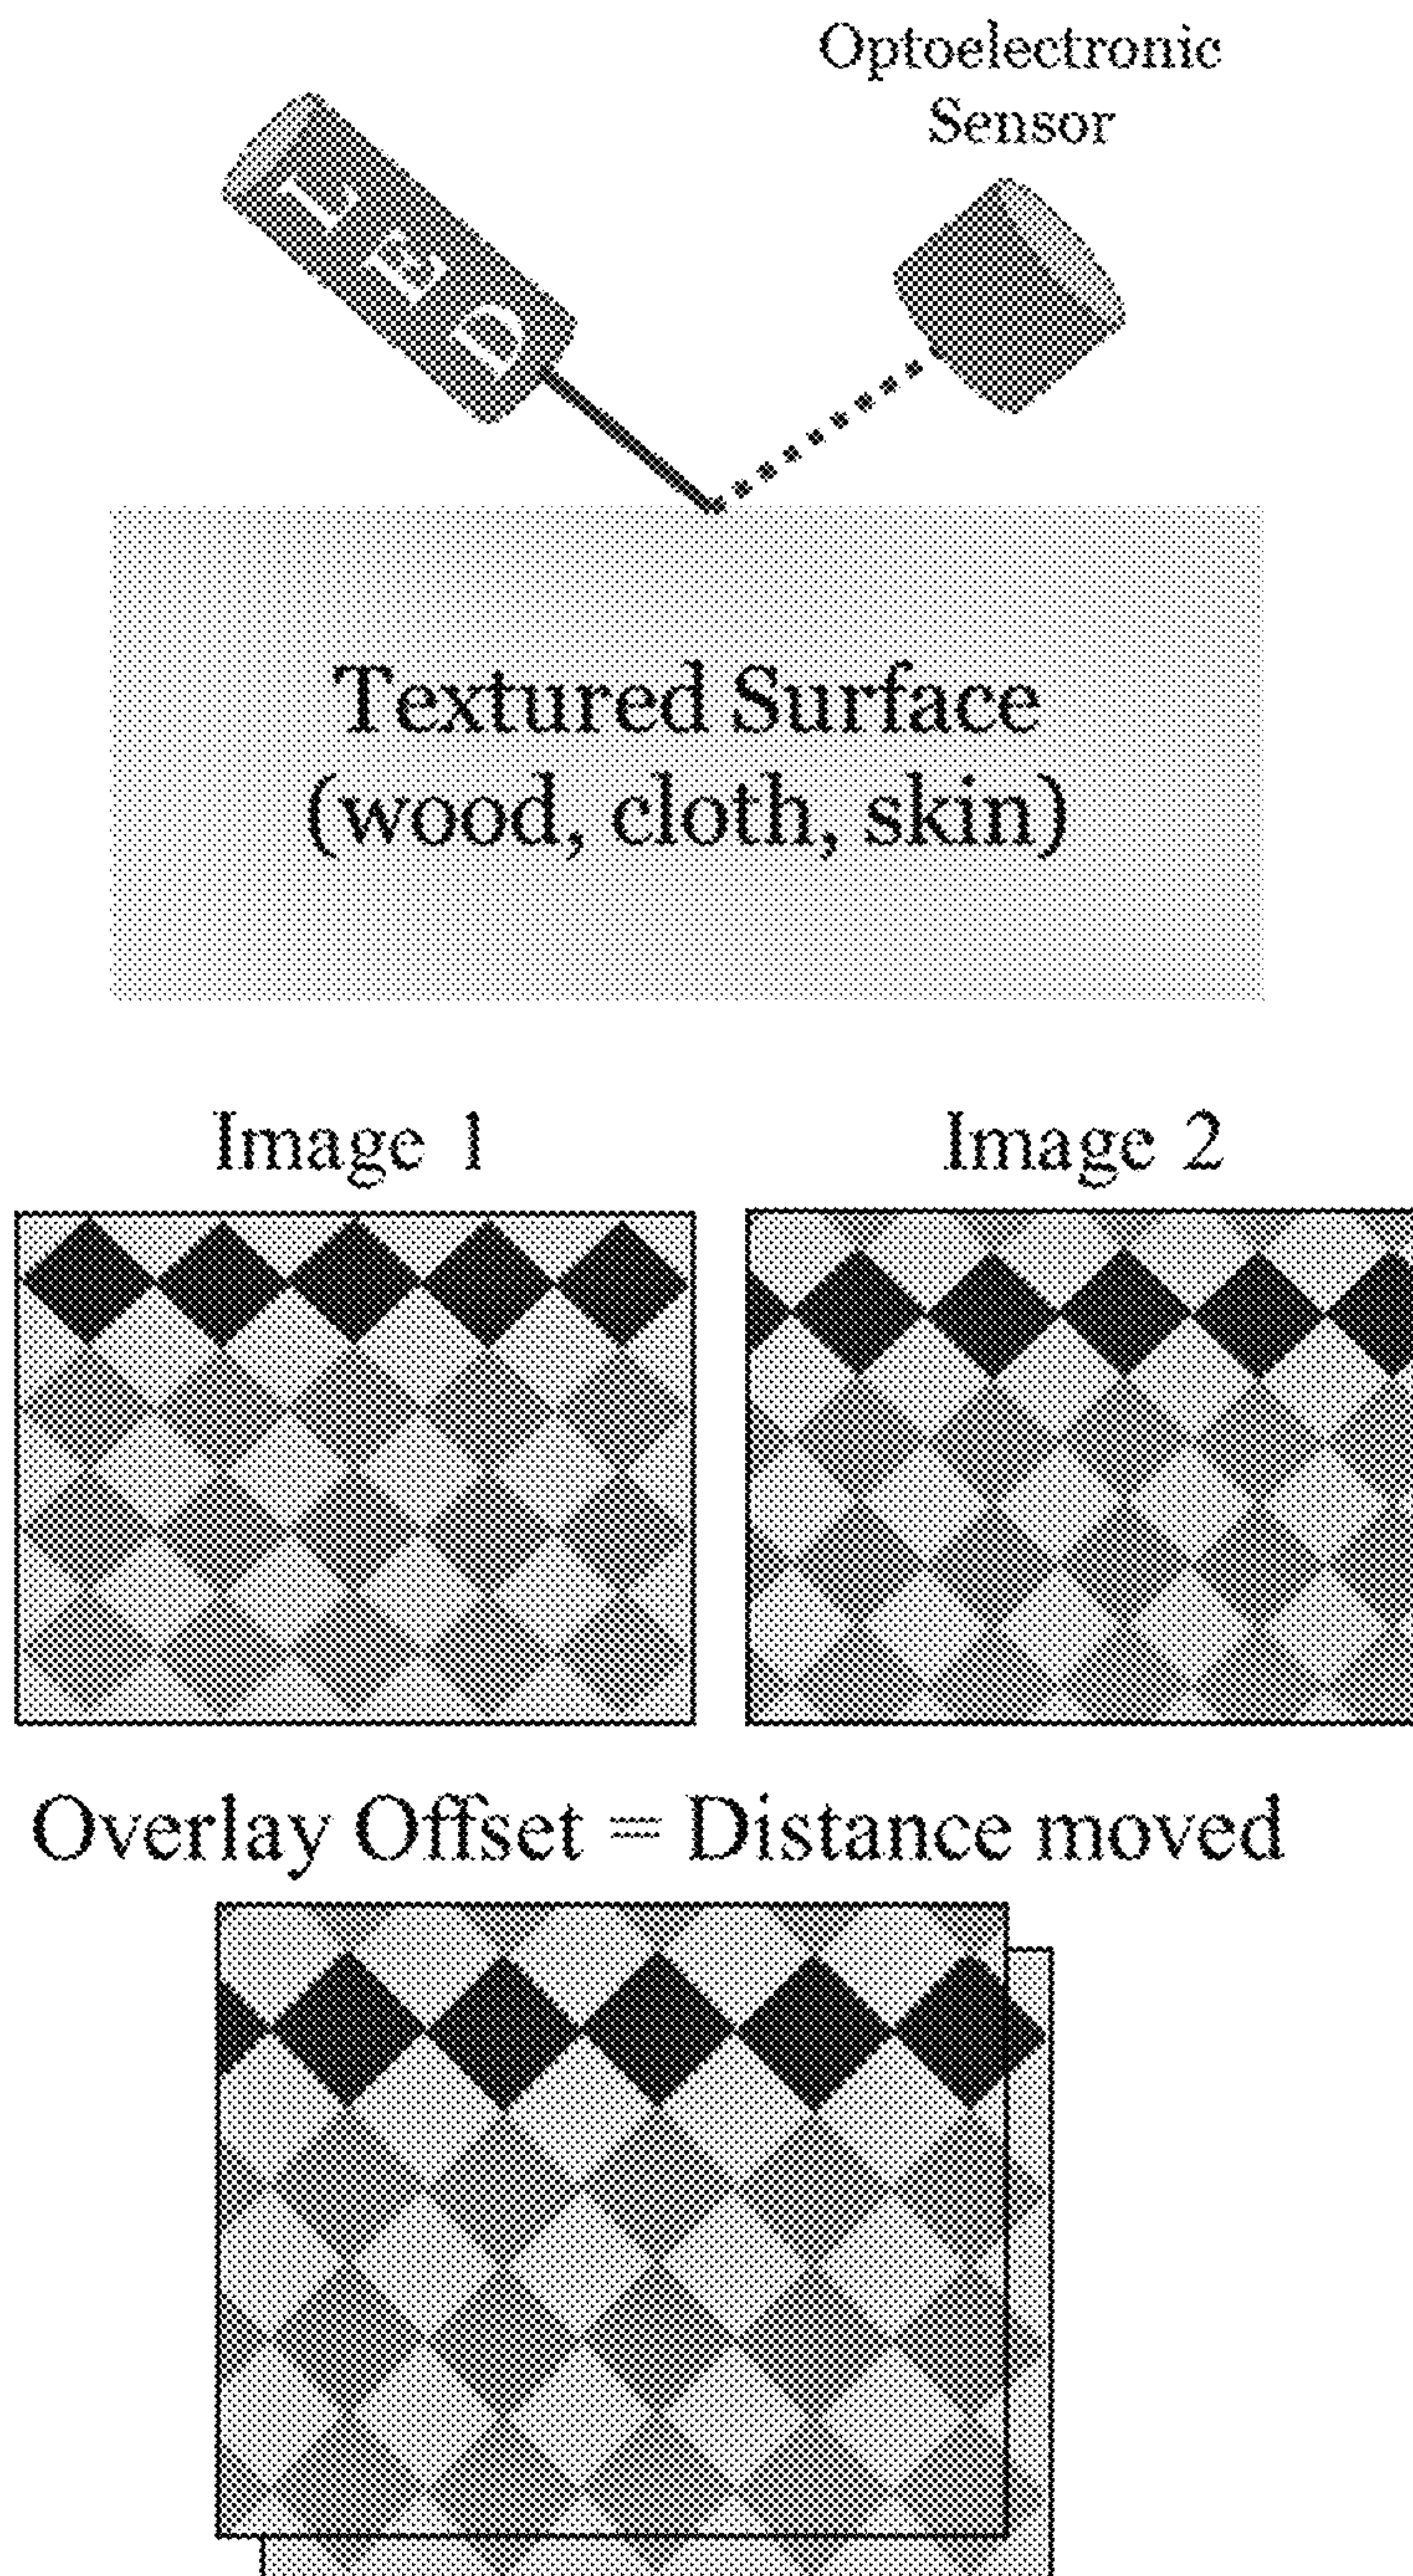 Optoelectronic
Sensor
LED
Textured Surface
(wood, cloth, skin)
Image 1
Image 2
Overlay Offset = Distance moved